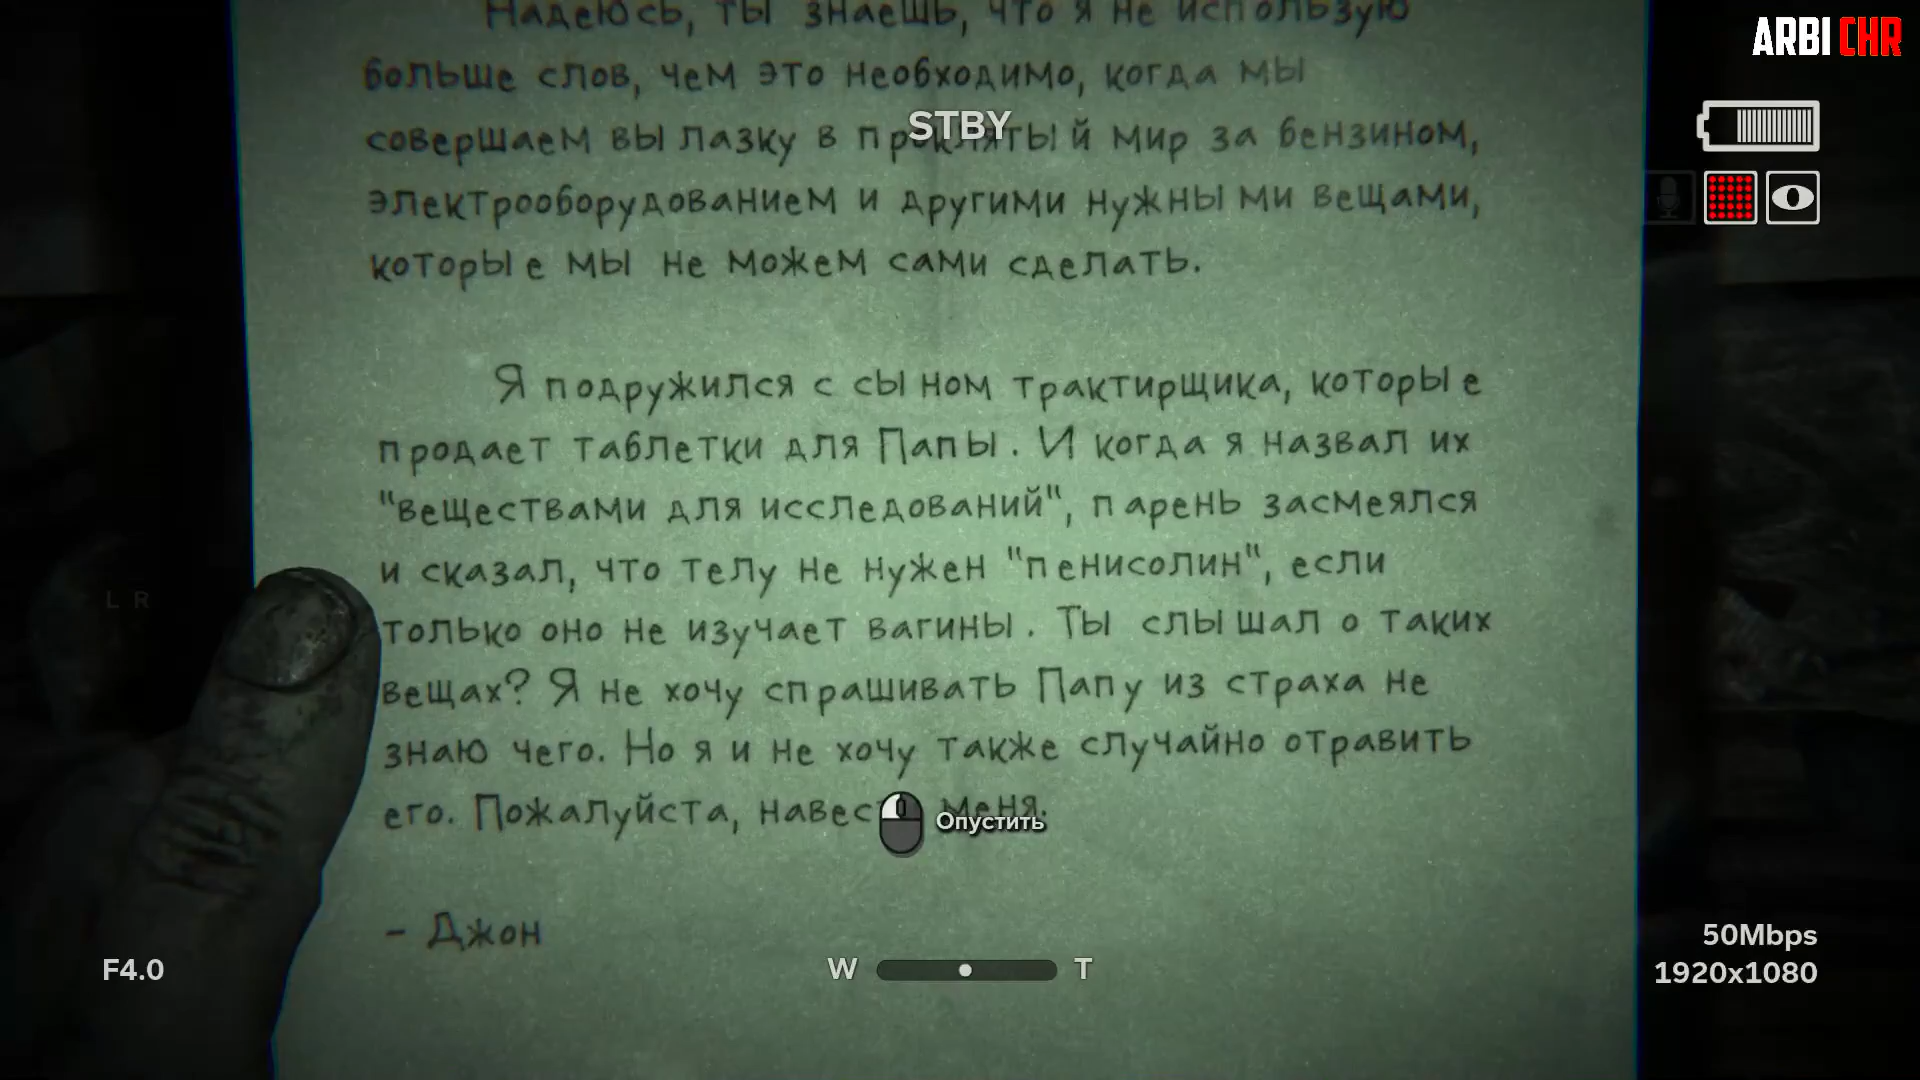 Надеюсь, ты знаешь, что я не использую
ARBI CHR
больше слов, чем это необходимо, когда мы
STBY
совершаем вылазку в проклятый мир за бензином,
электрооборудованием и другими нужными вещами,
которые мы не можем сами сделать.
Я подружился с сыном трактирщика, которые
продает таблетки для Папы. И когда я назвал их
"веществами для исследований", парень засмеялся
и сказал, что телу не нужен "пенисолин", если
L R
только оно не изучает вагины. Ты слышал о таких
вещах? Я не хочу спрашивать Папу из страха не
знаю чего. Но я и не хочу также случайно отравить
его. Пожалуйста, меня.
Опустить
- Джон
F4.0
W T
50Mbps
1920x1080